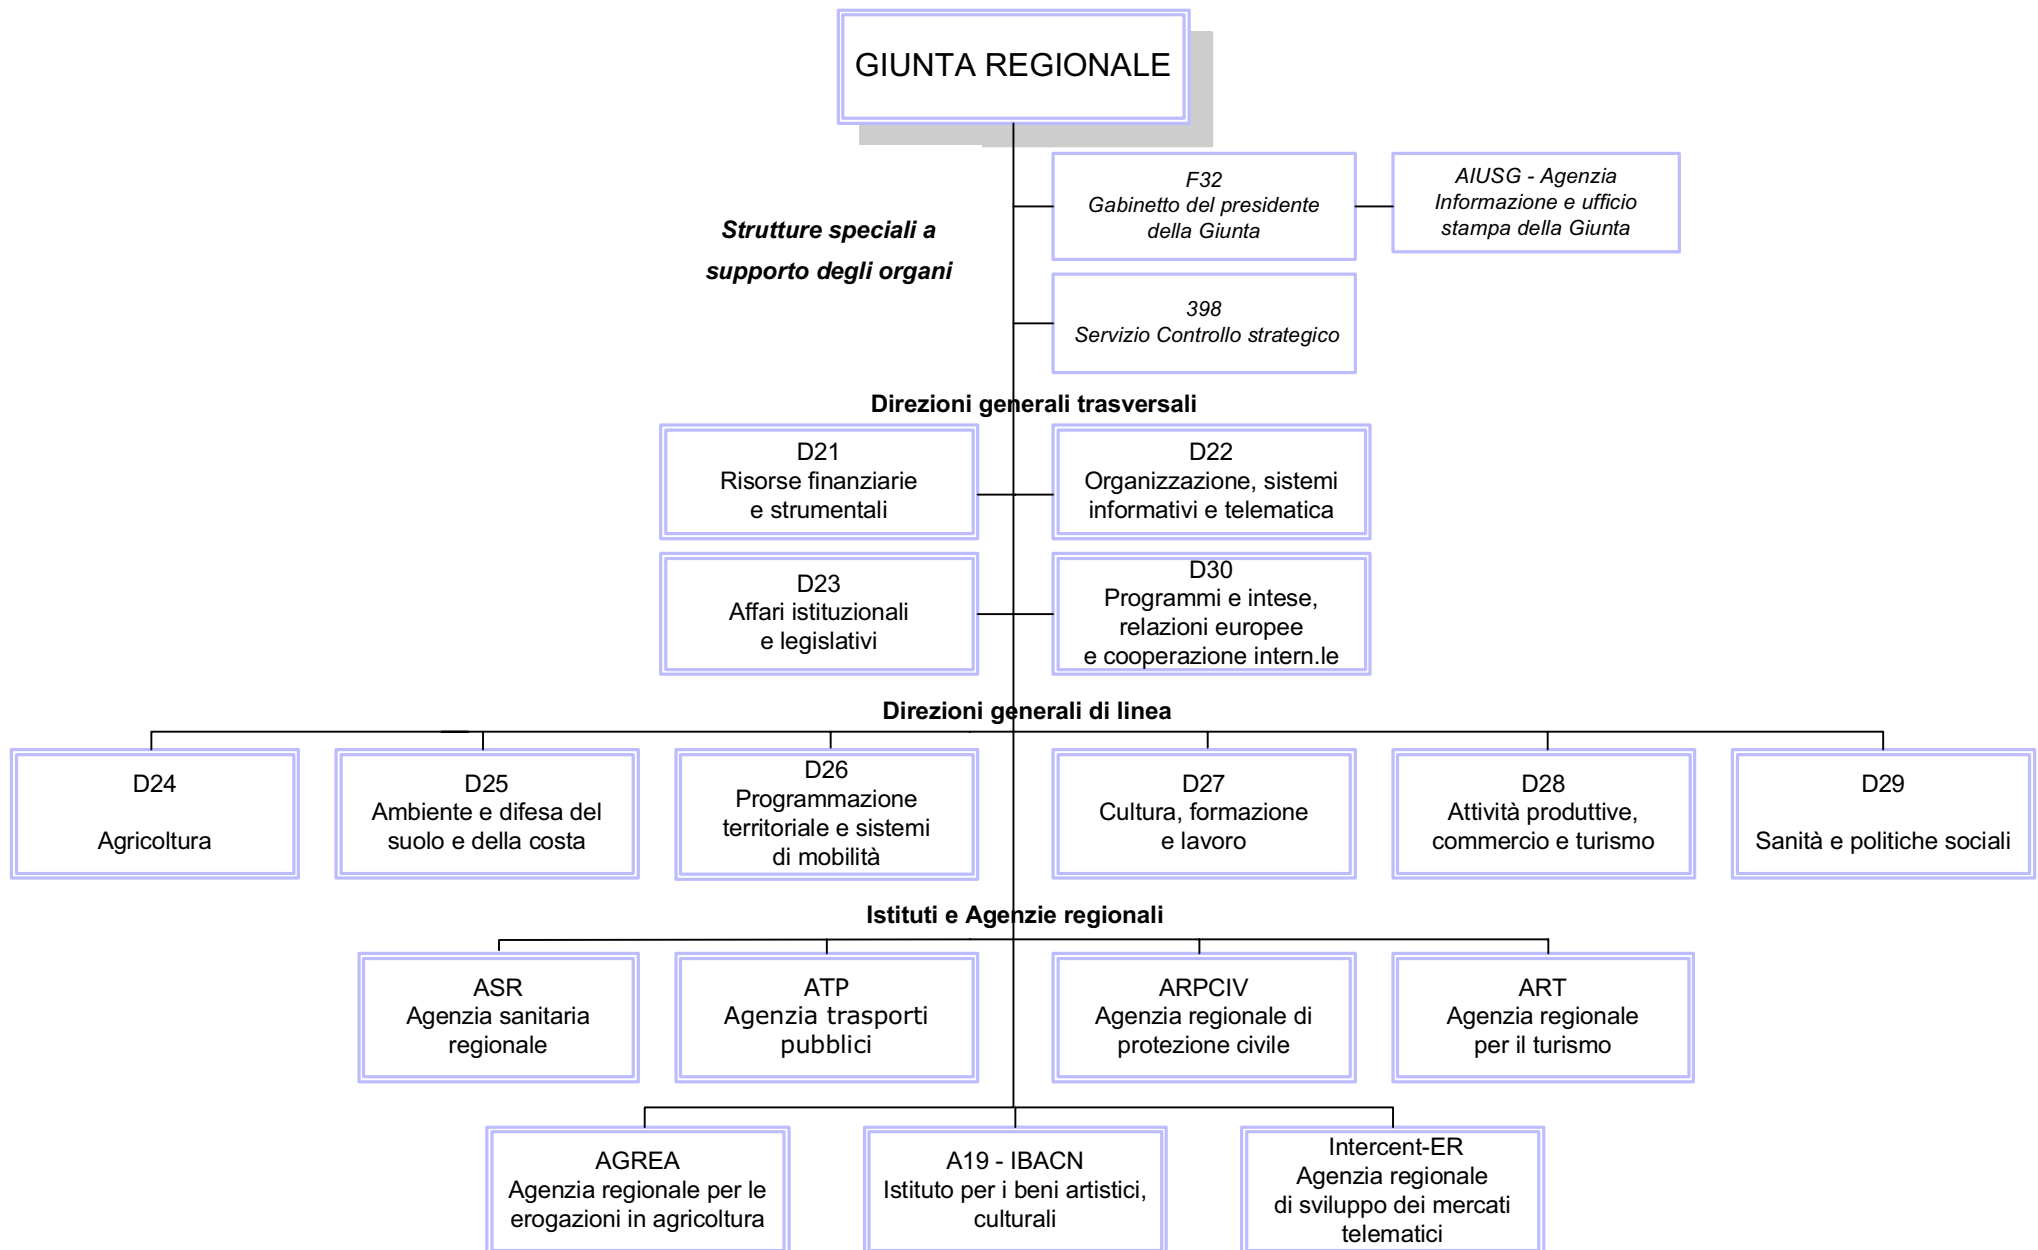 GIUNTA REGIONALE
F32
Gabinetto del presidente
della Giunta
AIUSG - Agenzia
Informazione e ufficio
stampa della Giunta
Strutture speciali a
supporto degli organi
398
Servizio Controllo strategico
Direzioni generali trasversali
D21
Risorse finanziarie
e strumentali
D22
Organizzazione, sistemi
informativi e telematica
D23
Affari istituzionali
e legislativi
D30
Programmi e intese,
relazioni europee
e cooperazione intern.le
Direzioni generali di linea
D24
Agricoltura
D25
Ambiente e difesa del
suolo e della costa
D26
Programmazione
territoriale e sistemi
di mobilità
D27
Cultura, formazione
e lavoro
D28
Attività produttive,
commercio e turismo
D29
Sanità e politiche sociali
Istituti e Agenzie regionali
ASR
Agenzia sanitaria
regionale
ATP
Agenzia trasporti
pubblici
ARPCIV
Agenzia regionale di
protezione civile
ART
Agenzia regionale
per il turismo
AGREA
Agenzia regionale per le
erogazioni in agricoltura
A19 - IBACN
Istituto per i beni artistici,
culturali
Intercent-ER
Agenzia regionale
di sviluppo dei mercati
telematici